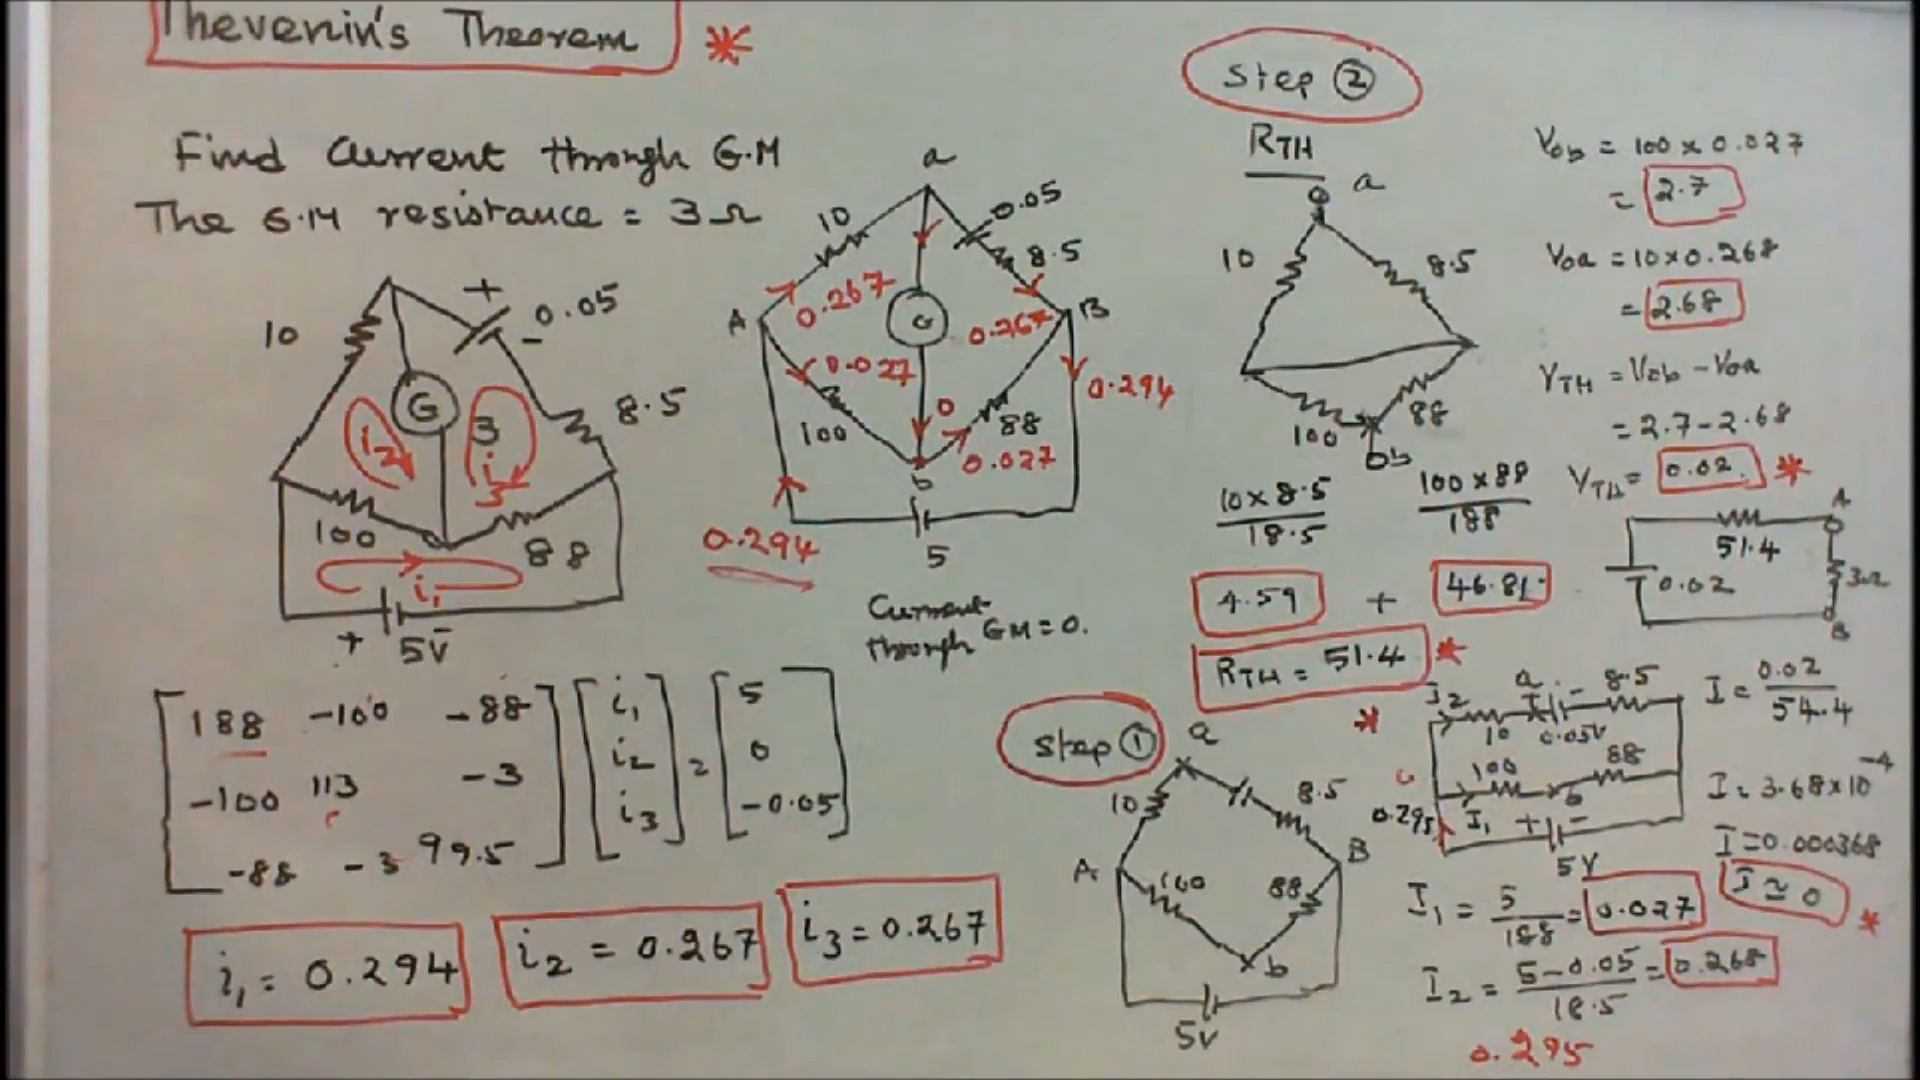 Thevenin's Theorem
Find Current through G.M
The G.M resistance = 3Ω
10
+
-
0.05
G
8.5
i2
3
i3
100
88
i1
+
5V
-
a
10
0.05
8.5
A
0.267
G
0.267
B
0.027
0
0.294
100
88
0.027
b
0.294
5
Current through GM = 0.
[188 -100 -88] [i1] = [5]
[-100 113 -3] [i2] [0]
[-88 -3 99.5] [i3] [-0.05]
i1 = 0.294
i2 = 0.267
i3 = 0.267
Step ②
RTH
a
10
8.5
100
88
b
10 x 8.5 / 18.5
100 x 88 / 188
4.59 + 46.81
RTH = 51.4
Step ①
a
10
8.5
A
B
100
88
b
5V
Vob = 100 x 0.027
= 2.7
Voa = 10 x 0.268
= 2.68
VTH = Vob - Voa
= 2.7 - 2.68
VTH = 0.02
A
51.4
0.02
3Ω
B
I2
a
-
8.5
10
0.05V
100
88
b
0.295
I1
+
-
5V
I = 0.02 / 54.4
I = 3.68 x 10^-4
I = 0.000368
I ≃ 0
I1 = 5 / 188 = 0.027
I2 = 5 - 0.05 / 18.5 = 0.268
0.295